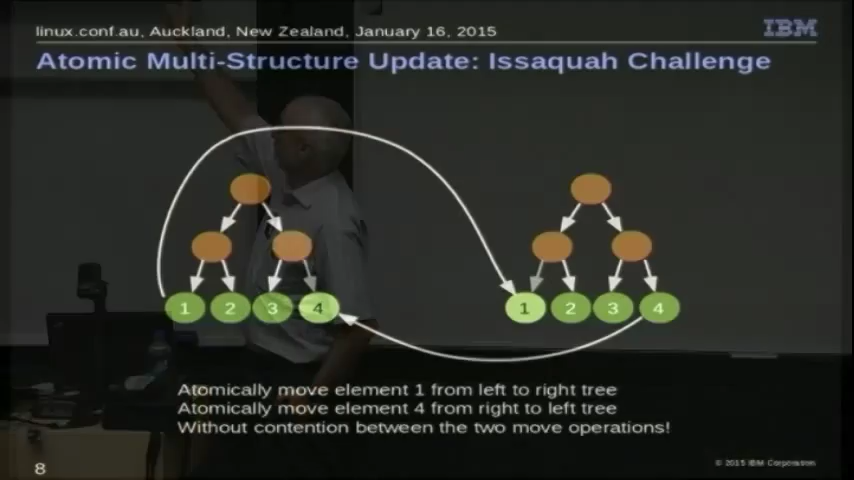 linux.conf.au, Auckland, New Zealand, January 16, 2015
IBM
Atomic Multi-Structure Update: Issaquah Challenge
1 2 3 4 1 2 3 4
Atomically move element 1 from left to right tree
Atomically move element 4 from right to left tree
Without contention between the two move operations!
© 2015 IBM Corporation
8